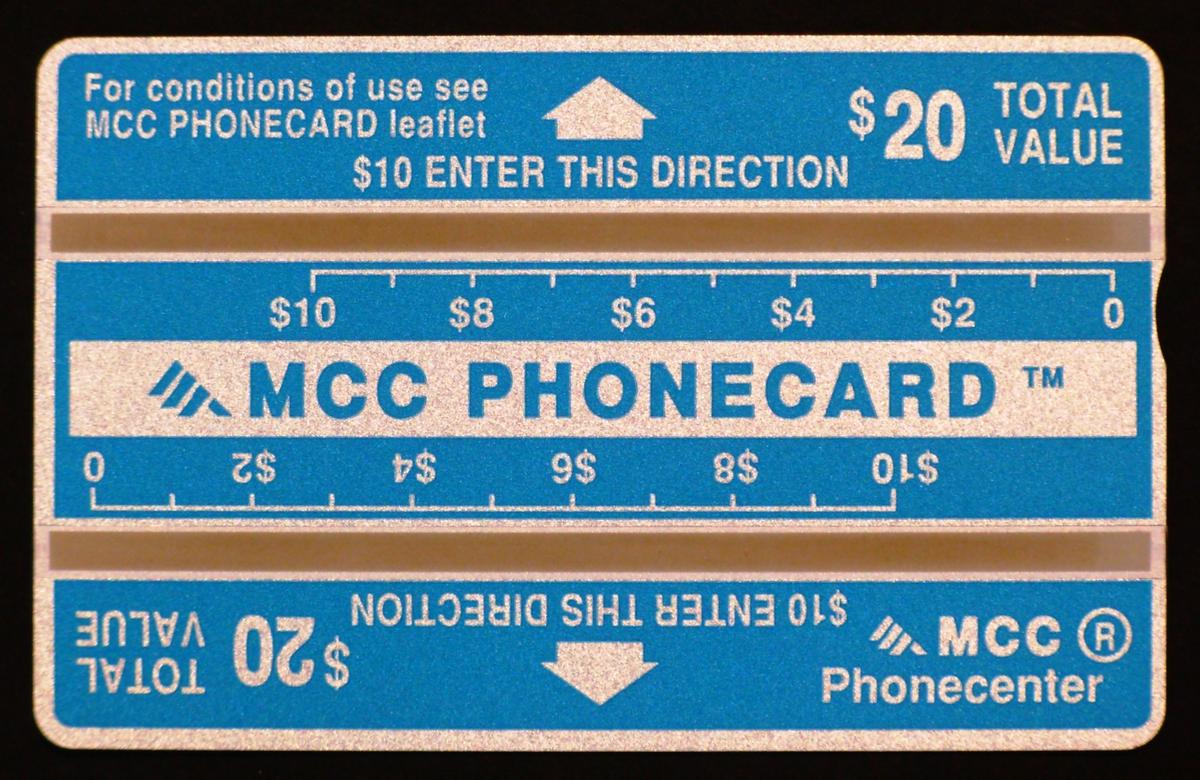 For conditions of use see
MCC PHONECARD leaflet
$20 TOTAL
VALUE
$10 ENTER THIS DIRECTION
$10 $8 $6 $4 $2 0
MCC PHONECARD ™
0 $2 $4 $6 $8 $10
$10 ENTER THIS DIRECTION
$20 TOTAL
VALUE
MCC ®
Phonecenter